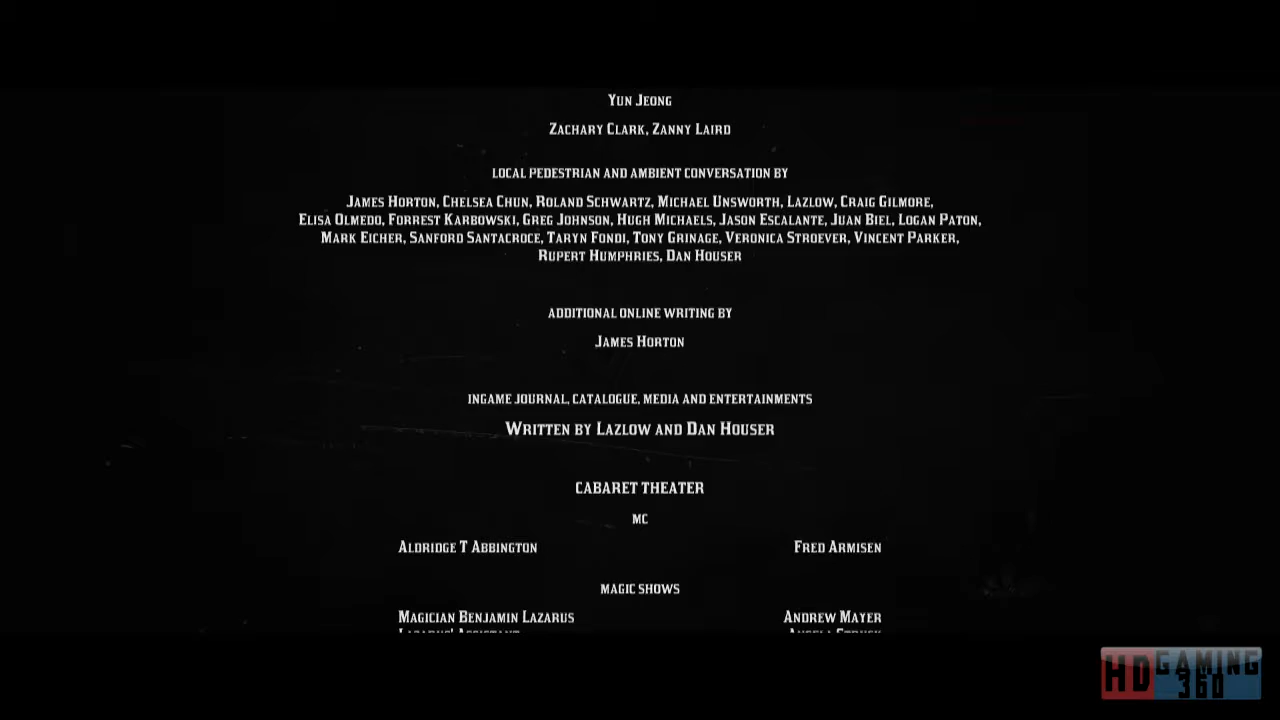 Yun Jeong
Zachary Clark, Zanny Laird
LOCAL PEDESTRIAN AND AMBIENT CONVERSATION BY
James Horton, Chelsea Chun, Roland Schwartz, Michael Unsworth, Lazlow, Craig Gilmore,
Elisa Olmedo, Forrest Karbowski, Greg Johnson, Hugh Michaels, Jason Escalante, Juan Biel, Logan Paton,
Mark Eicher, Sanford Santacroce, Taryn Fondi, Tony Grinage, Veronica Stroever, Vincent Parker,
Rupert Humphries, Dan Houser
ADDITIONAL ONLINE WRITING BY
James Horton
INGAME JOURNAL, CATALOGUE, MEDIA AND ENTERTAINMENTS
Written by Lazlow and Dan Houser
CABARET THEATER
MC
Aldridge T Abbington Fred Armisen
MAGIC SHOWS
Magician Benjamin Lazarus Andrew Mayer
Lazarus' Assistant Angela
HD GAMING 360